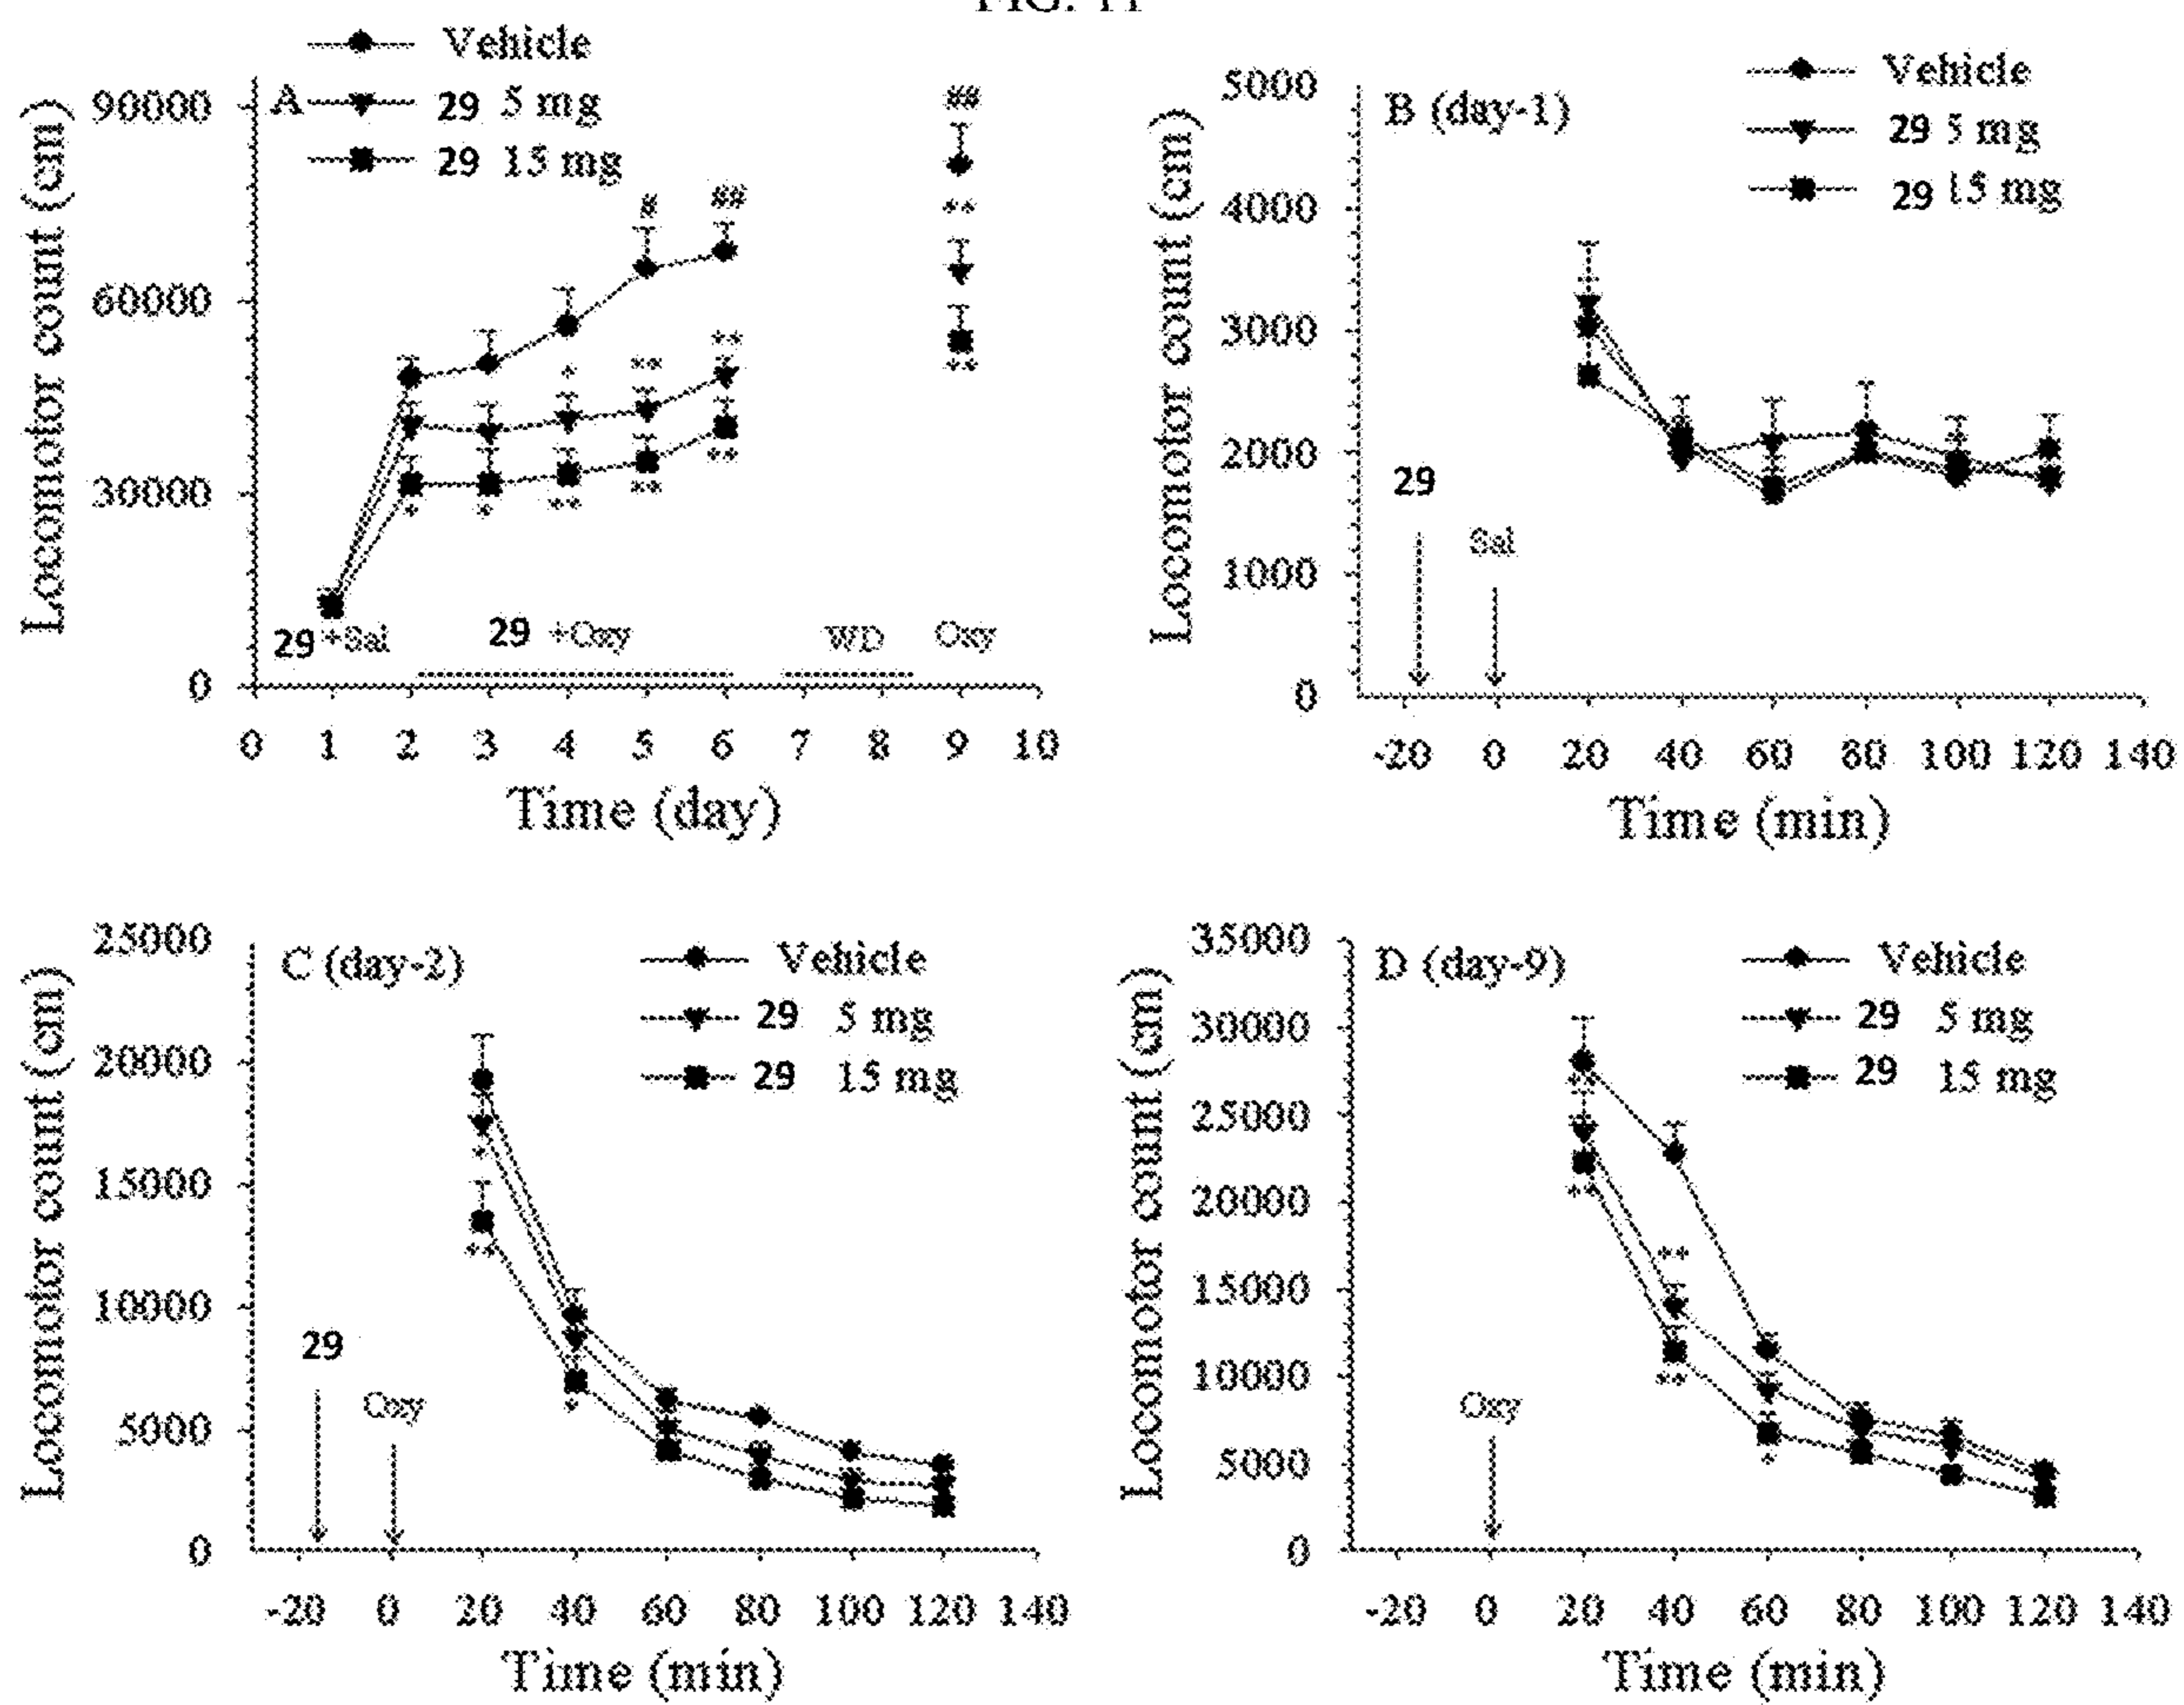 FIG. 11
Vehicle
29 5 mg
29 15 mg
A
Locomotor count (cm)
90000
60000
30000
0
#
##
##
**
**
**
**
*
**
*
*
**
**
**
29 +Sal
29 +Oxy
WD
Oxy
0 1 2 3 4 5 6 7 8 9 10
Time (day)
B (day-1)
Vehicle
29 5 mg
29 15 mg
Locomotor count (cm)
5000
4000
3000
2000
1000
0
29
Sal
-20 0 20 40 60 80 100 120 140
Time (min)
C (day-2)
Vehicle
29 5 mg
29 15 mg
Locomotor count (cm)
25000
20000
15000
10000
5000
0
*
**
*
29
Oxy
-20 0 20 40 60 80 100 120 140
Time (min)
D (day-9)
Vehicle
29 5 mg
29 15 mg
Locomotor count (cm)
35000
30000
25000
20000
15000
10000
5000
0
**
**
**
**
*
Oxy
-20 0 20 40 60 80 100 120 140
Time (min)